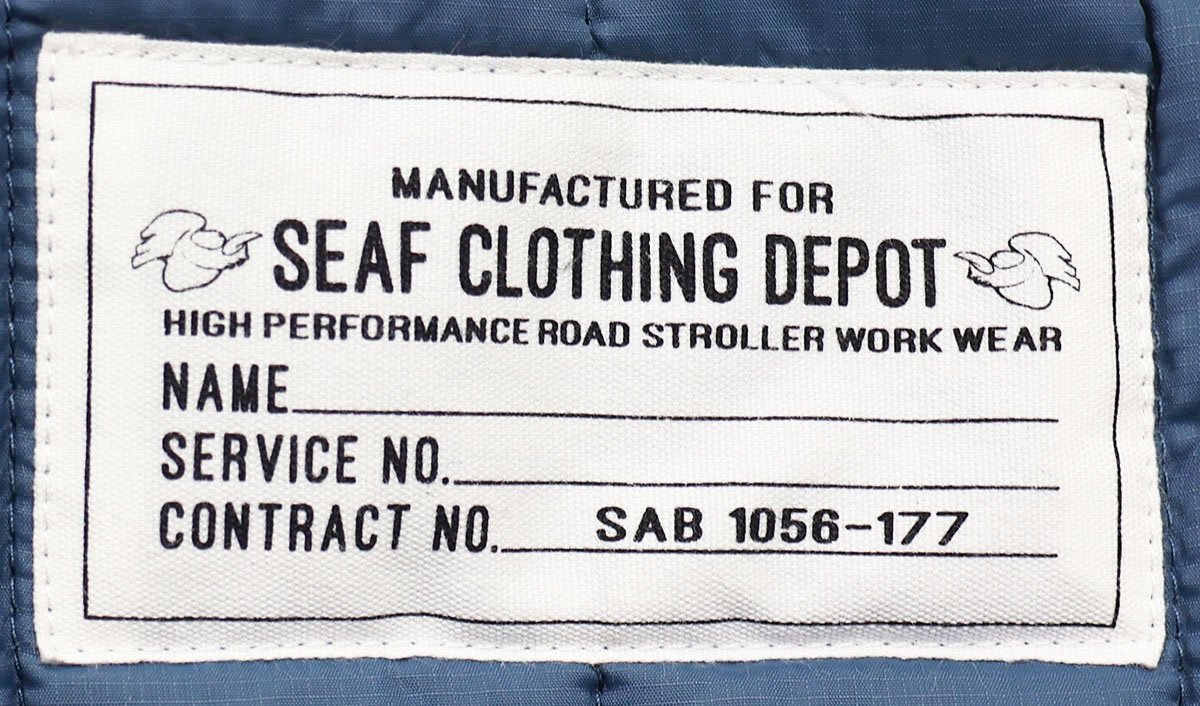 MANUFACTURED FOR
SEAF CLOTHING DEPOT
HIGH PERFORMANCE ROAD STROLLER WORK WEAR
NAME
SERVICE NO.
CONTRACT NO. SAB 1056-177